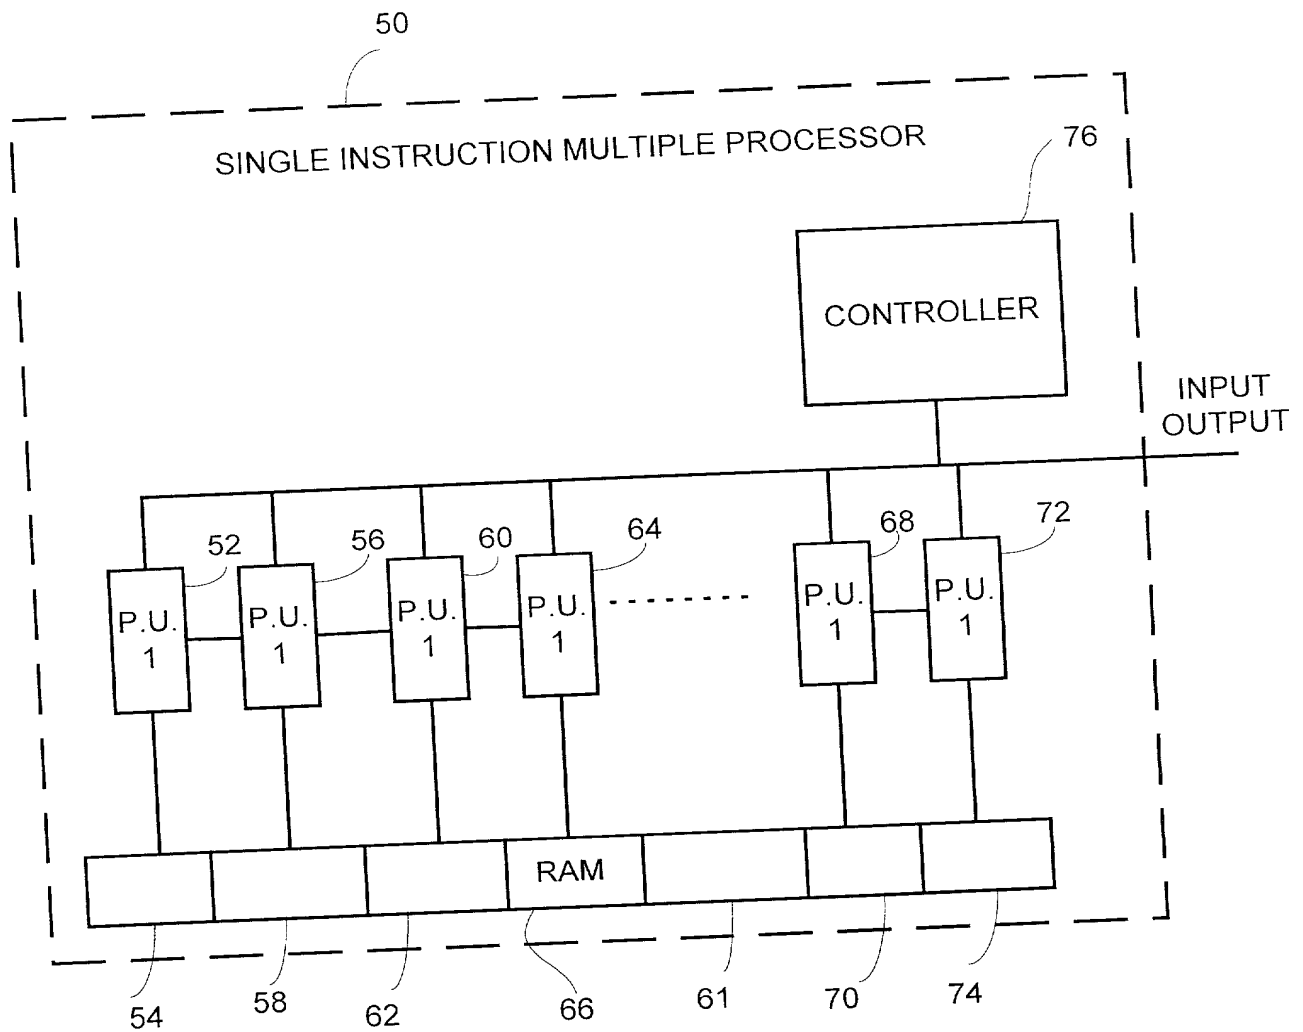 50
SINGLE INSTRUCTION MULTIPLE PROCESSOR
76
CONTROLLER
INPUT
OUTPUT
52
56
60
64
68
72
P.U.
1
P.U.
1
P.U.
1
P.U.
1
P.U.
1
P.U.
1
RAM
54
58
62
66
61
70
74